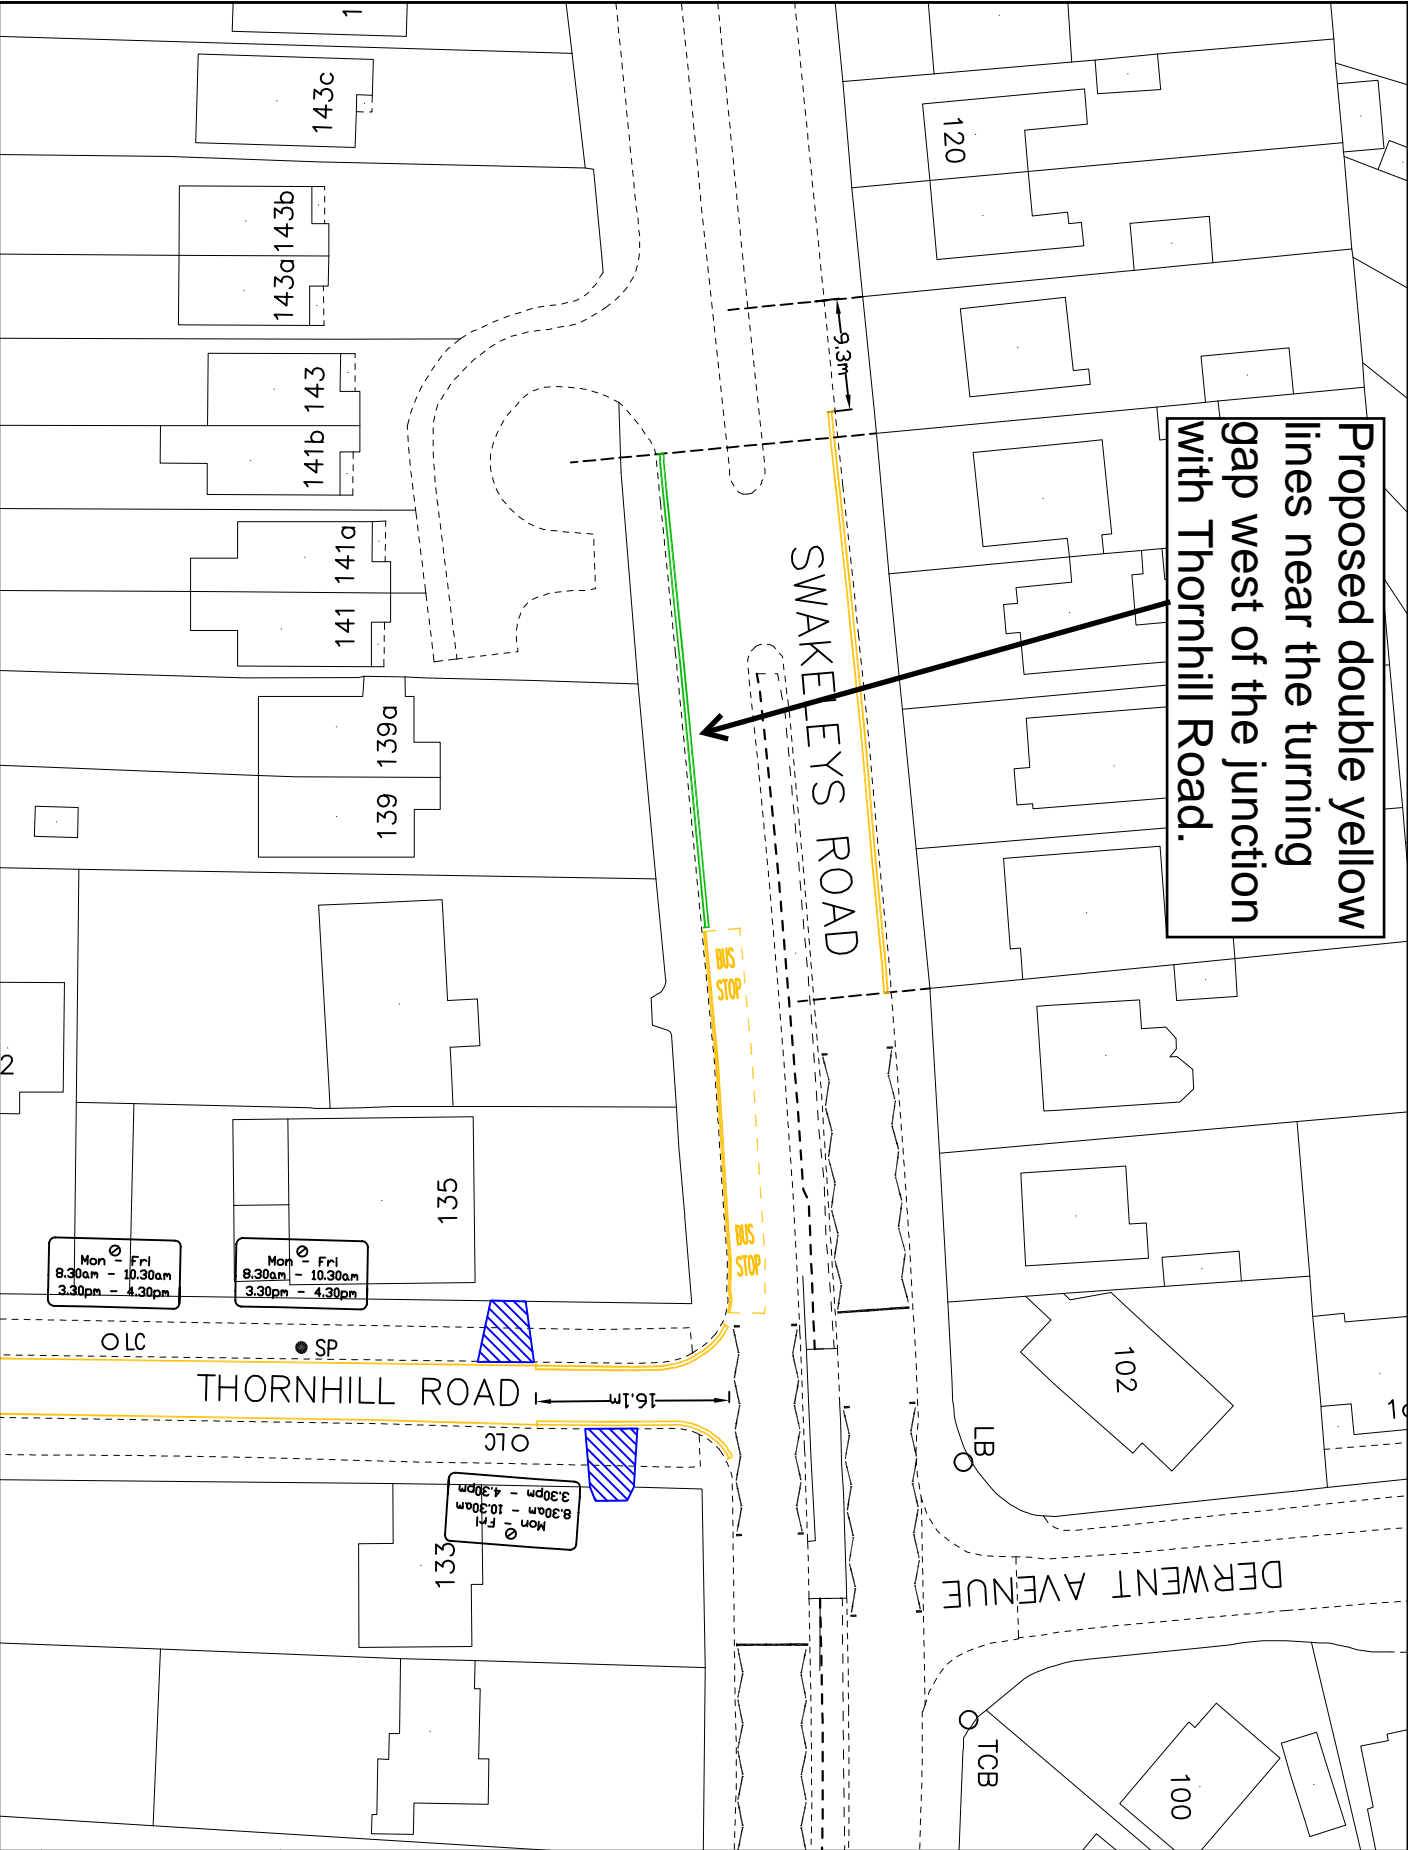 Proposed double yellow
lines near the turning
gap west of the junction
with Thornhill Road.
SWAKELEYS ROAD
9.3m
120
143c
143b
143a
143
141b
141a
141
139a
139
135
133
BUS
STOP
BUS
STOP
THORNHILL ROAD
16.1m
Mon - Fri
8.30am - 10.30am
3.30pm - 4.30pm
Mon - Fri
8.30am - 10.30am
3.30pm - 4.30pm
Mon - Fri
8.30am - 10.30am
3.30pm - 4.30pm
LC
SP
LC
LB
TCB
102
100
DERWENT AVENUE
1
2